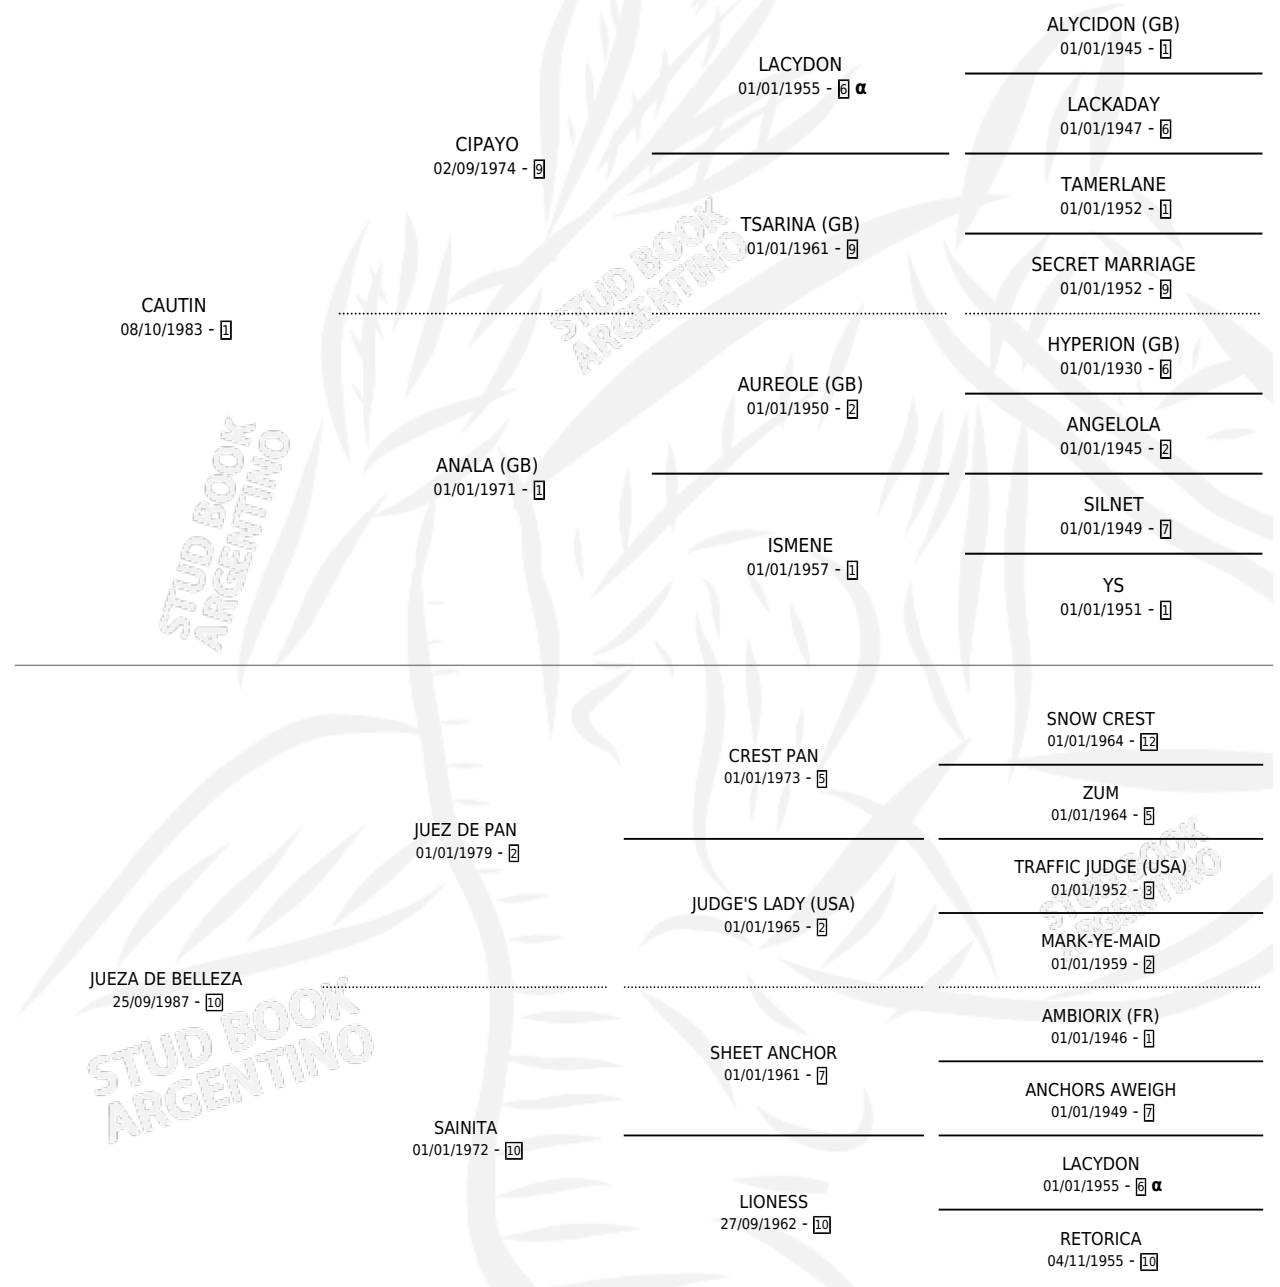 ALYCIDON (GB)
01/01/1945 - 1
LACYDON
01/01/1955 - 6 α
LACKADAY
01/01/1947 - 6
CIPAYO
02/09/1974 - 9
TAMERLANE
01/01/1952 - 1
TSARINA (GB)
01/01/1961 - 9
SECRET MARRIAGE
01/01/1952 - 9
CAUTIN
08/10/1983 - 1
HYPERION (GB)
01/01/1930 - 6
AUREOLE (GB)
01/01/1950 - 2
ANGELOLA
01/01/1945 - 2
ANALA (GB)
01/01/1971 - 1
SILNET
01/01/1949 - 7
ISMENE
01/01/1957 - 1
YS
01/01/1951 - 1
SNOW CREST
01/01/1964 - 12
CREST PAN
01/01/1973 - 5
ZUM
01/01/1964 - 5
JUEZ DE PAN
01/01/1979 - 2
TRAFFIC JUDGE (USA)
01/01/1952 - 3
JUDGE'S LADY (USA)
01/01/1965 - 2
MARK-YE-MAID
01/01/1959 - 2
JUEZA DE BELLEZA
25/09/1987 - 10
AMBIORIX (FR)
01/01/1946 - 1
SHEET ANCHOR
01/01/1961 - 7
ANCHORS AWEIGH
01/01/1949 - 7
SAINITA
01/01/1972 - 10
LACYDON
01/01/1955 - 6 α
LIONESS
27/09/1962 - 10
RETORICA
04/11/1955 - 10
STUD BOOK
ARGENTINO
STUD BOOK
ARGENTINO
STUD BOOK
ARGENTINO
STUD BOOK
ARGENTINO